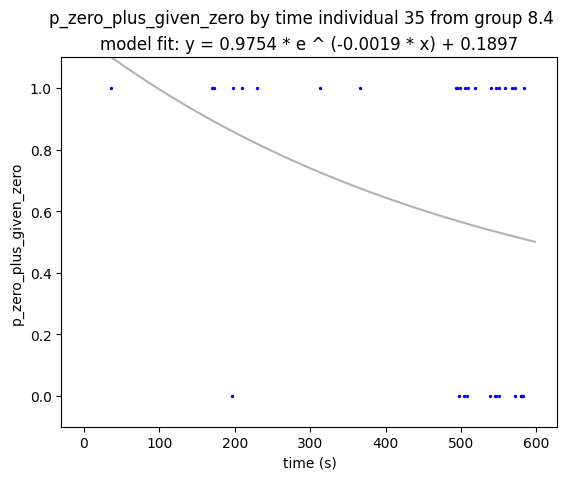 p_zero_plus_given_zero by time individual 35 from group 8.4
model fit: y = 0.9754 * e ^ (-0.0019 * x) + 0.1897
1.0
0.8
0.6
0.4
0.2
0.0
p_zero_plus_given_zero
0 100 200 300 400 500 600
time (s)